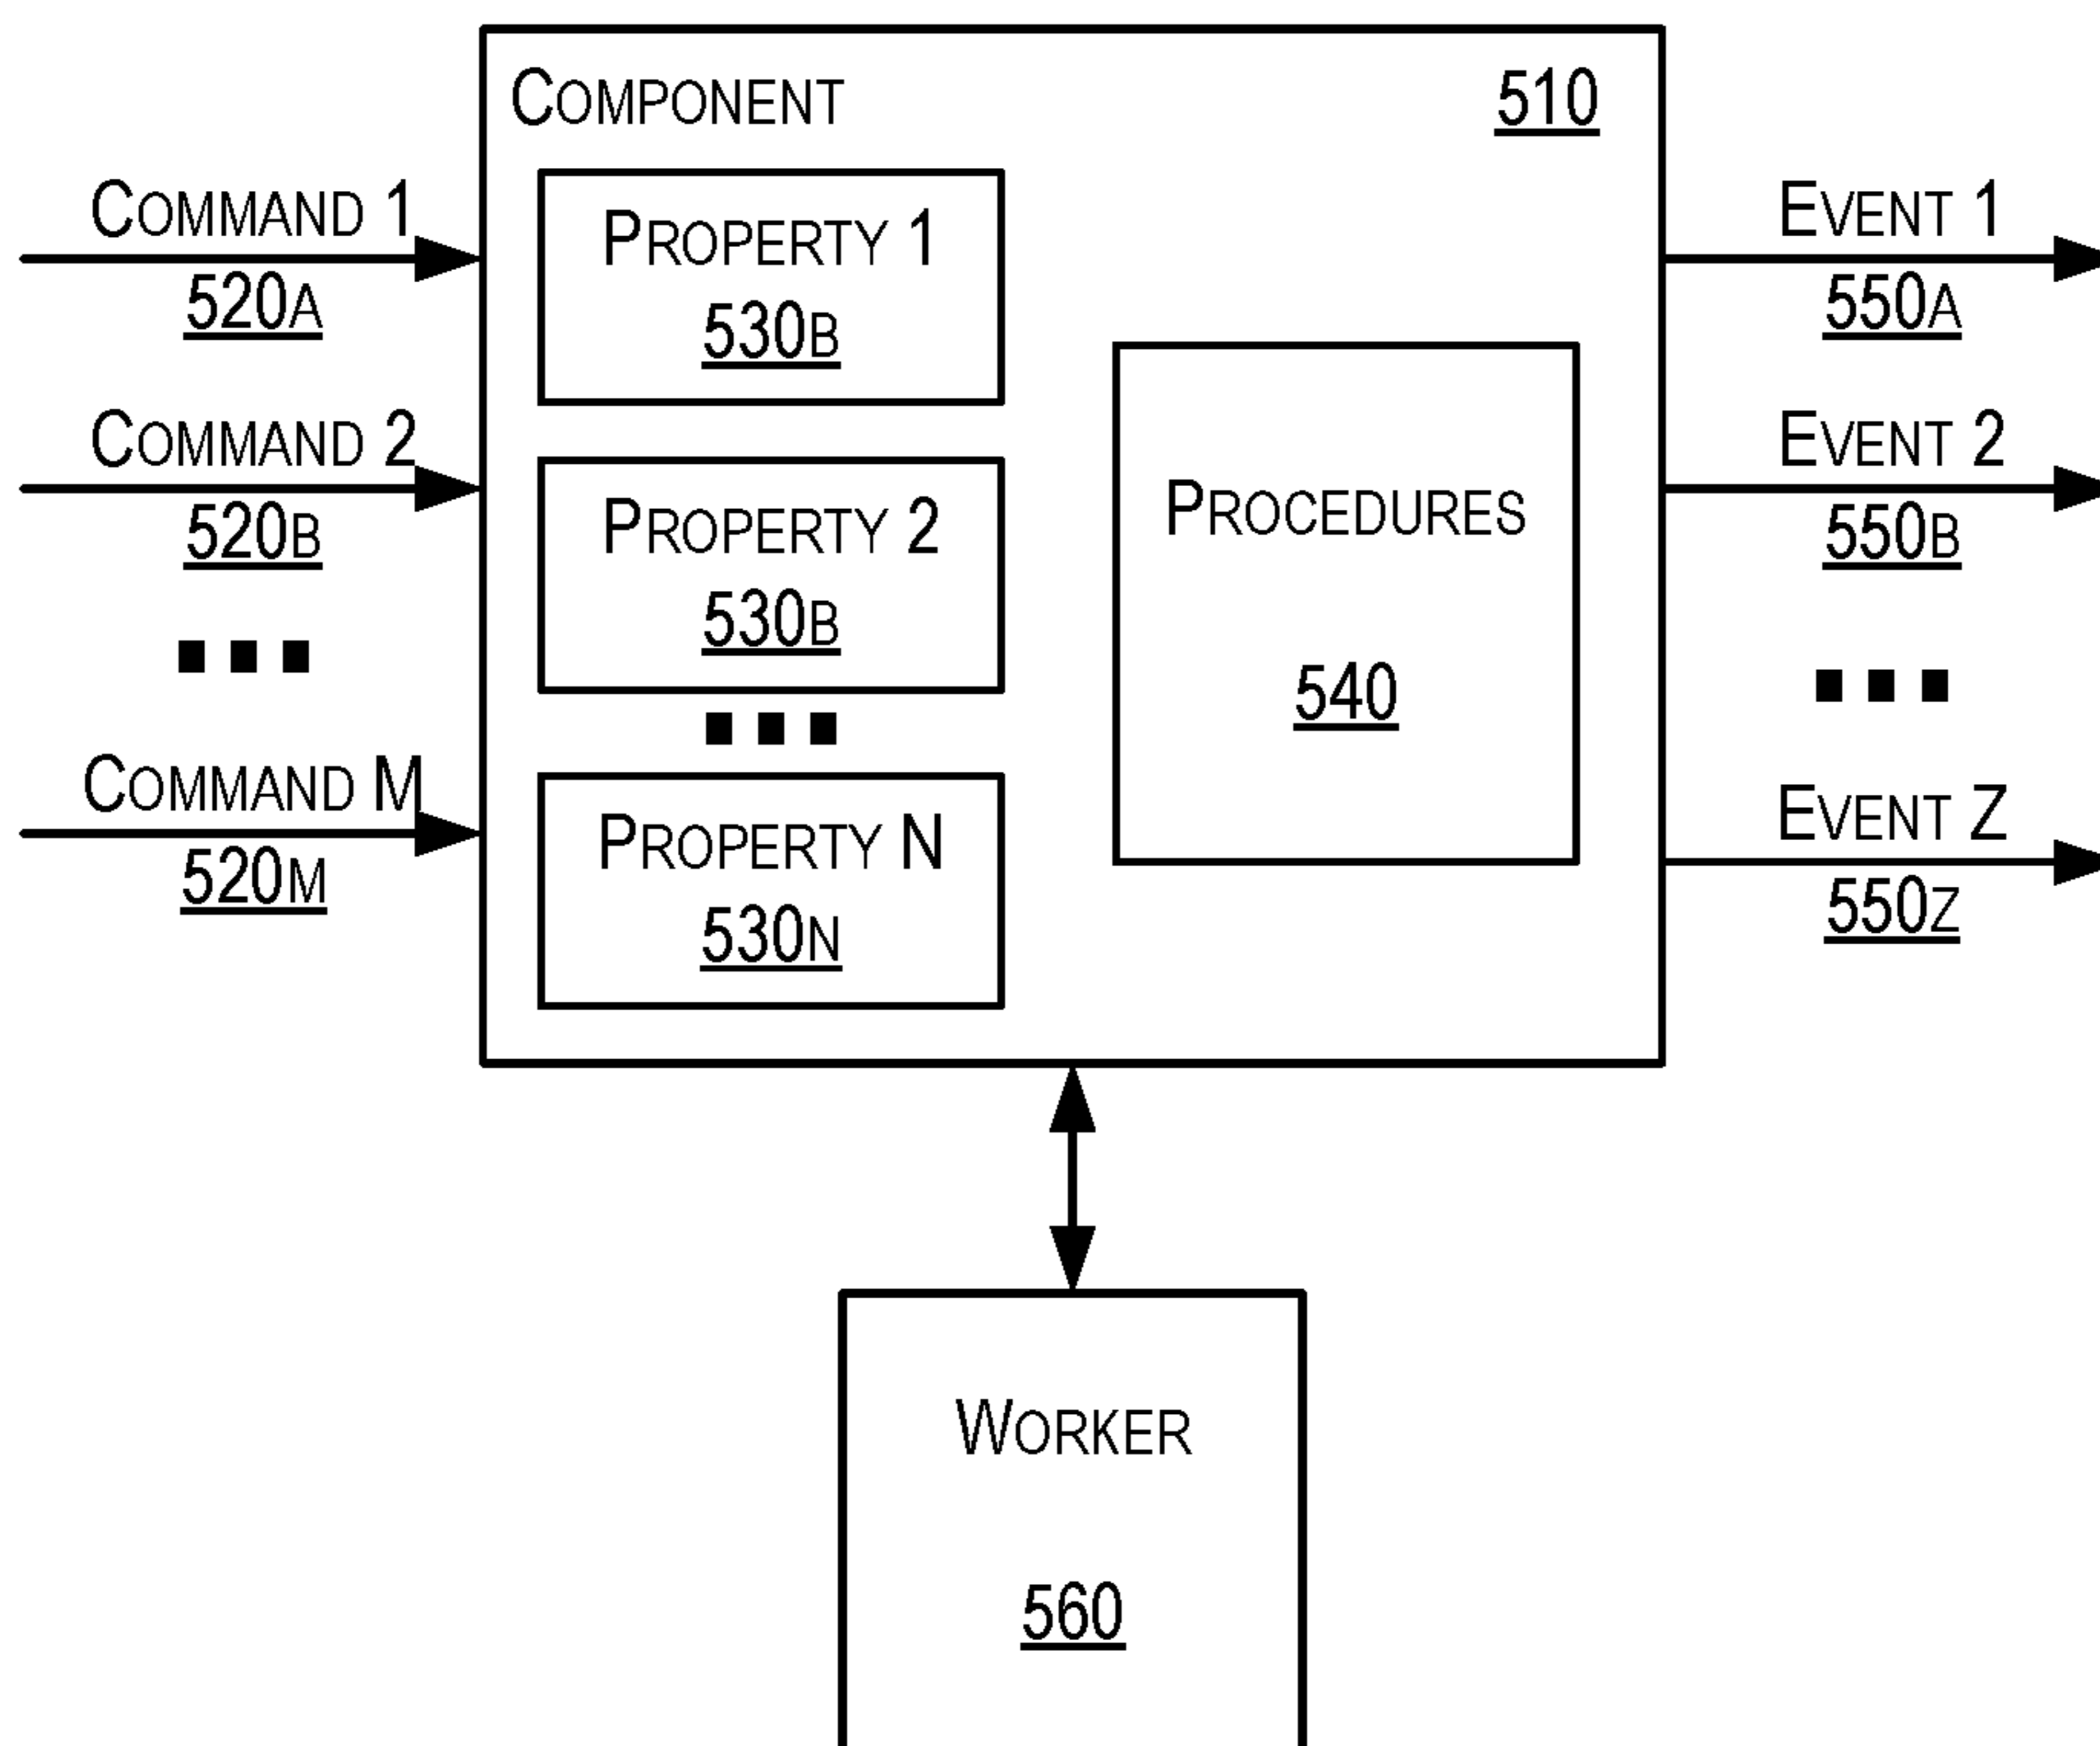 COMPONENT 510
COMMAND 1
520A
COMMAND 2
520B
COMMAND M
520M
PROPERTY 1
530B
PROPERTY 2
530B
PROPERTY N
530N
PROCEDURES
540
EVENT 1
550A
EVENT 2
550B
EVENT Z
550Z
WORKER
560